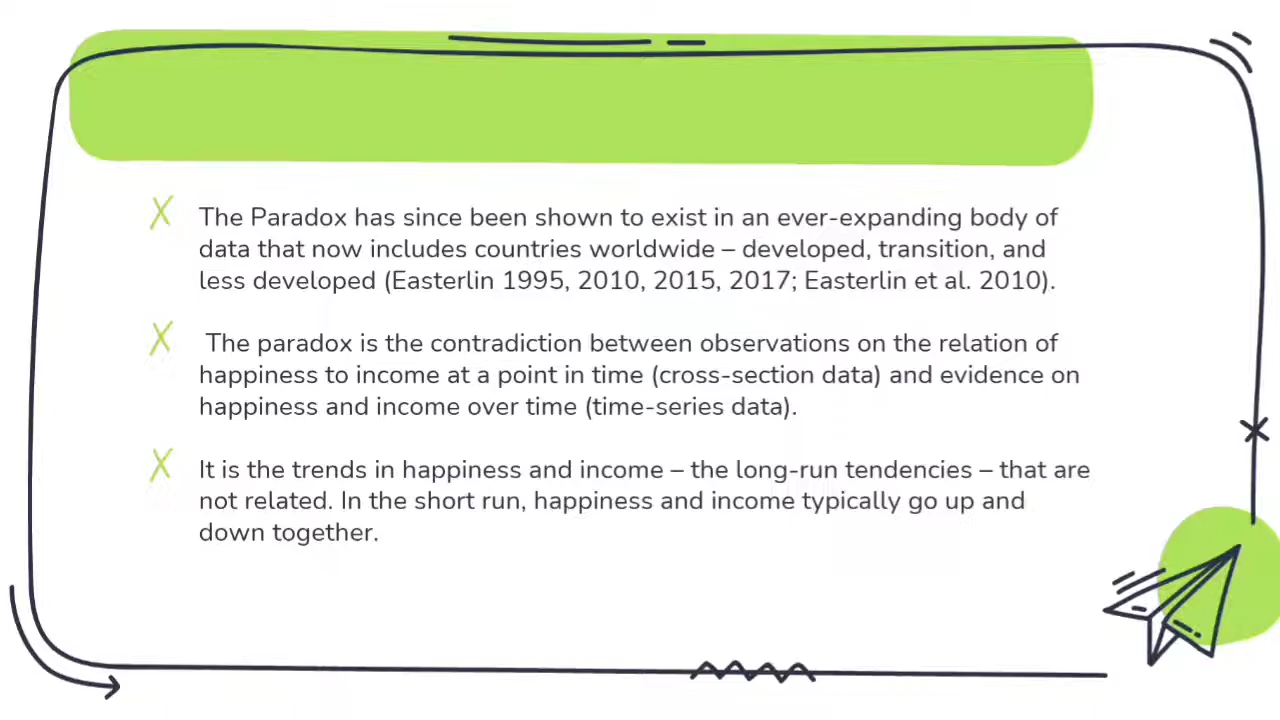 The Paradox has since been shown to exist in an ever-expanding body of
data that now includes countries worldwide – developed, transition, and
less developed (Easterlin 1995, 2010, 2015, 2017; Easterlin et al. 2010).
The paradox is the contradiction between observations on the relation of
happiness to income at a point in time (cross-section data) and evidence on
happiness and income over time (time-series data).
It is the trends in happiness and income – the long-run tendencies – that are
not related. In the short run, happiness and income typically go up and
down together.